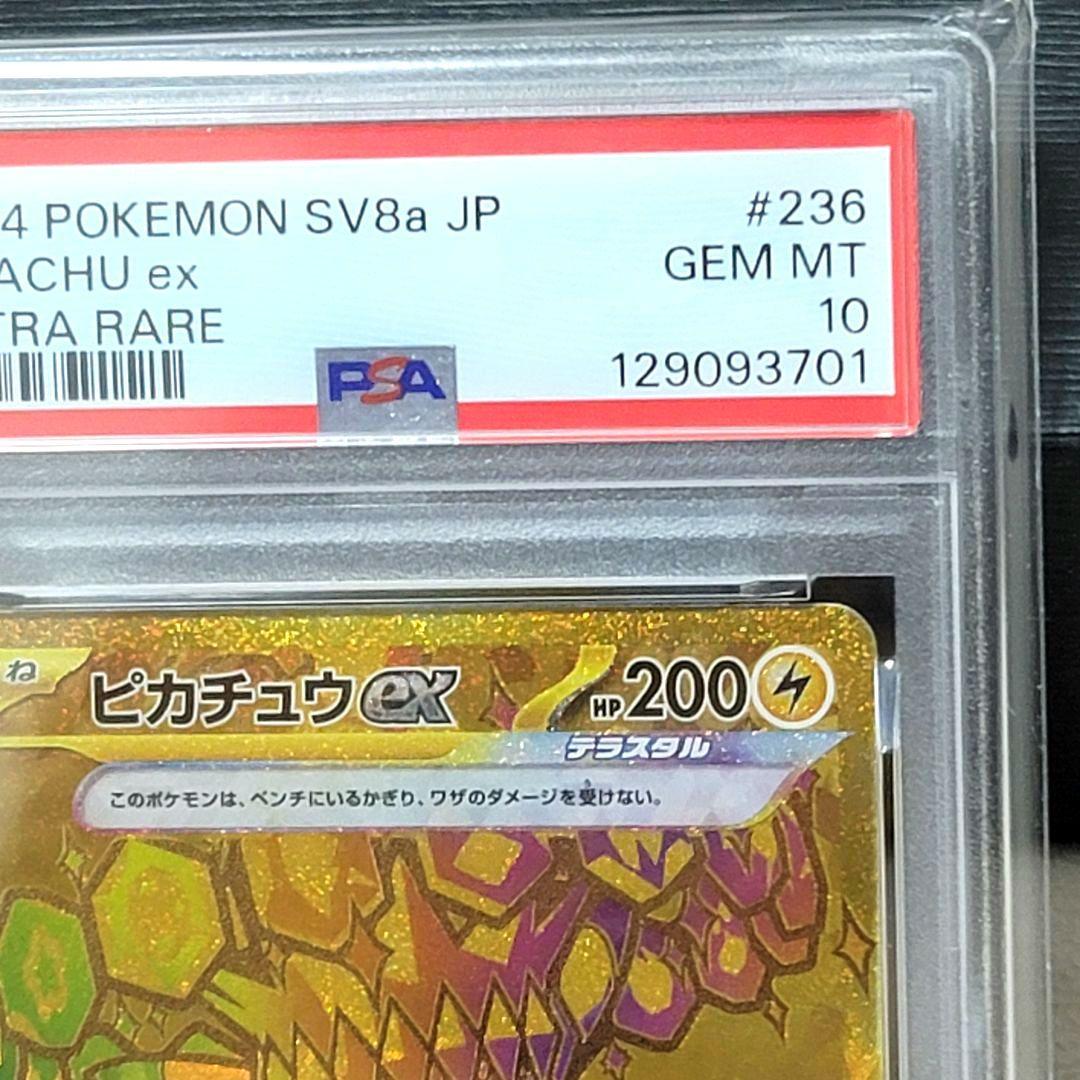 4 POKEMON SV8a JP #236
ACHU ex GEM MT
TRA RARE 10
PSA 129093701
ね
ピカチュウex HP200
テラスタル
このポケモンは、ベンチにいるかぎり、ワザのダメージを受けない。